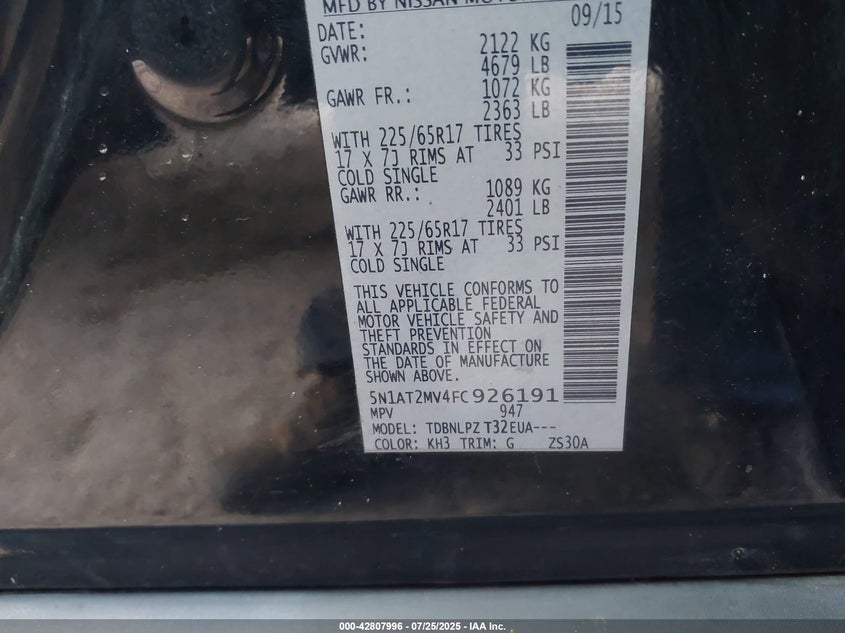 MFD BY NISSAN MOTOR
DATE: 09/15
GVWR: 2122 KG
4679 LB
GAWR FR.: 1072 KG
2363 LB
WITH 225/65R17 TIRES
17 X 7J RIMS AT 33 PSI
COLD SINGLE
GAWR RR.: 1089 KG
2401 LB
WITH 225/65R17 TIRES
17 X 7J RIMS AT 33 PSI
COLD SINGLE
THIS VEHICLE CONFORMS TO
ALL APPLICABLE FEDERAL
MOTOR VEHICLE SAFETY AND
THEFT PREVENTION
STANDARDS IN EFFECT ON
THE DATE OF MANUFACTURE
SHOWN ABOVE.
5N1AT2MV4FC926191
MPV 947
MODEL: TDBNLPZ T32EUA---
COLOR: KH3 TRIM: G ZS30A
000-42807996 - 07/25/2025 - IAA Inc.